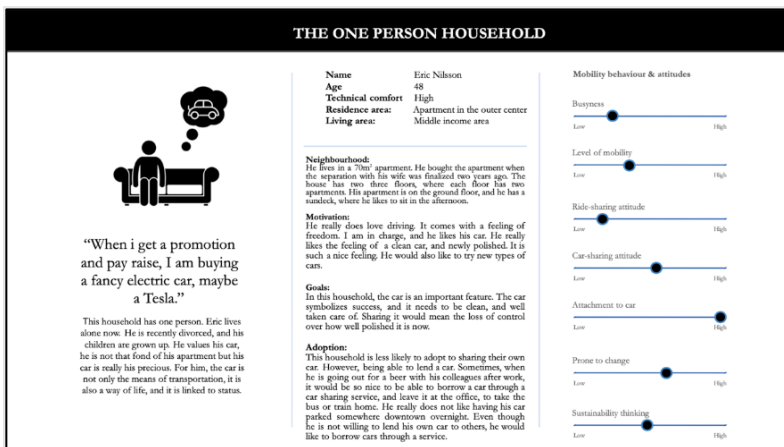 THE ONE PERSON HOUSEHOLD
“When i get a promotion
and pay raise, I am buying
a fancy electric car, maybe
a Tesla.”
This household has one person. Eric lives
alone now. He is recently divorced, and his
children are grown up. He values his car,
he is not that fond of his apartment but his
car is really his precious. For him, the car is
not only the means of transportation, it is
also a way of life, and it is linked to status.
Name Eric Nilsson
Age 48
Technical comfort High
Residence area: Apartment in the outer center
Living area: Middle income area
Neighbourhood:
He lives in a 70m² apartment. He bought the apartment when
the separation with his wife was finalized two years ago. The
house has two three floors, where each floor has two
apartments. His apartment is on the ground floor, and he has a
sundeck, where he likes to sit in the afternoon.
Motivation:
He really does love driving. It comes with a feeling of
freedom. I am in charge, and he likes his car. He really
likes the feeling of a clean car, and newly polished. It is
such a nice feeling. He would also like to try new types of
cars.
Goals:
In this household, the car is an important feature. The car
symbolizes success, and it needs to be clean, and well
taken care of. Sharing it would mean the loss of control
over how well polished it is now.
Adoption:
This household is less likely to adopt to sharing their own
car. However, being able to lend a car. Sometimes, when
he is going out for a beer with his colleagues after work,
it would be so nice to be able to borrow a car through a
car sharing service, and leave it at the office, to take the
bus or train home. He really does not like having his car
parked somewhere downtown overnight. Even though
he is not willing to lend his own car to others, he would
like to borrow cars through a service.
Mobility behaviour & attitudes
Busyness
Low High
Level of mobility
Low High
Ride-sharing attitude
Low High
Car-sharing attitude
Low High
Attachment to car
Low High
Prone to change
Low High
Sustainability thinking
Low High